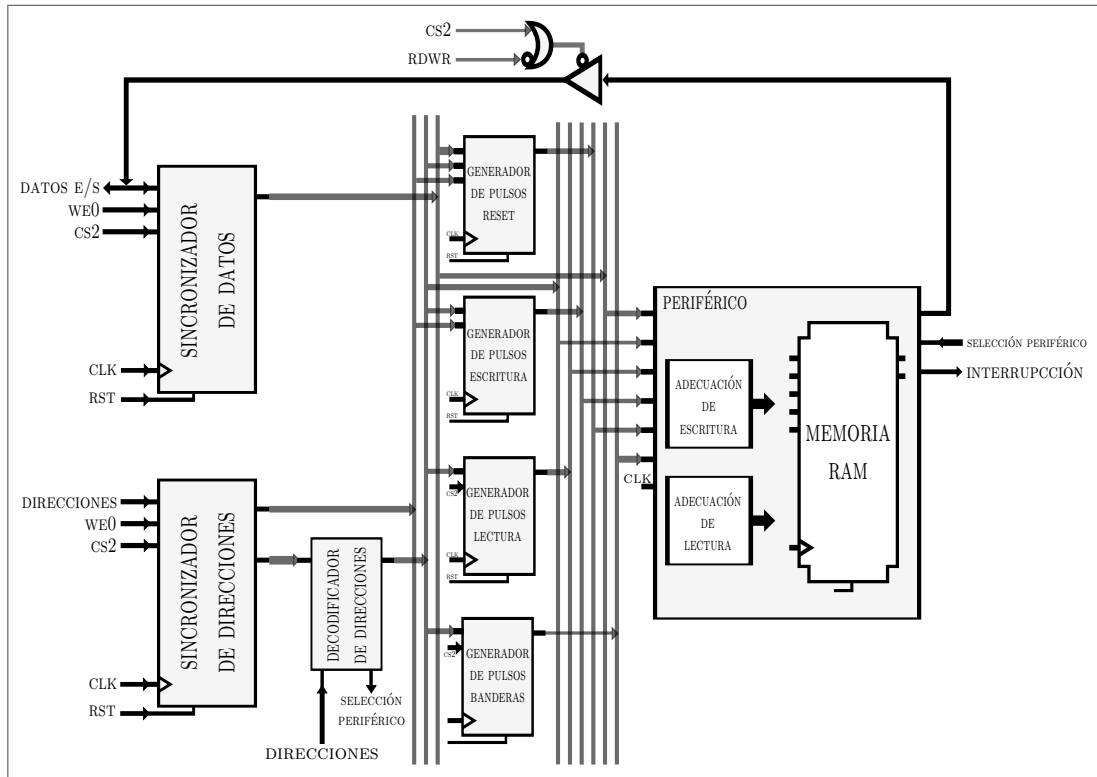 CS2
RDWR
DATOS E/S
WE0
CS2
CLK
RST
SINCRONIZADOR
DE DATOS
GENERADOR
DE PULSOS
RESET
CLK
RST
GENERADOR
DE PULSOS
ESCRITURA
CLK
RST
GENERADOR
DE PULSOS
LECTURA
CS2
CLK
RST
GENERADOR
DE PULSOS
BANDERAS
CS2
DIRECCIONES
WE0
CS2
CLK
RST
SINCRONIZADOR
DE DIRECCIONES
DECODIFICADOR
DE DIRECCIONES
SELECCIÓN
PERIFÉRICO
DIRECCIONES
PERIFÉRICO
ADECUACIÓN
DE
ESCRITURA
ADECUACIÓN
DE
LECTURA
CLK
MEMORIA
RAM
SELECCIÓN PERIFÉRICO
INTERRUPCCIÓN